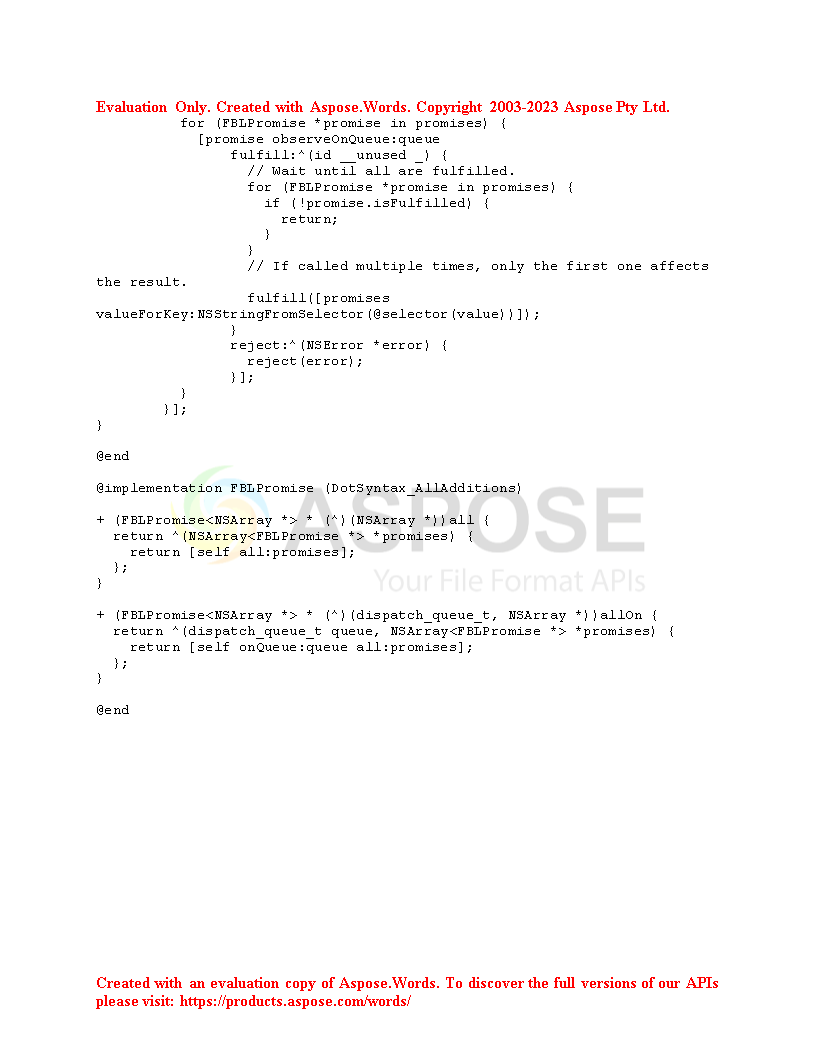 Evaluation Only. Created with Aspose.Words. Copyright 2003-2023 Aspose Pty Ltd.
for (FBLPromise *promise in promises) {
[promise observeOnQueue:queue
fulfill:^(id __unused _) {
// Wait until all are fulfilled.
for (FBLPromise *promise in promises) {
if (!promise.isFulfilled) {
return;
}
}
// If called multiple times, only the first one affects
the result.
fulfill([promises
valueForKey:NSStringFromSelector(@selector(value))]);
}
reject:^(NSError *error) {
reject(error);
}];
}
}];
}
@end
@implementation FBLPromise (DotSyntax_AllAdditions)
ASPOSE
+ (FBLPromise<NSArray *> * (^)(NSArray *))all {
return ^(NSArray<FBLPromise *> *promises) {
return [self all:promises];
};
}
Your File Format APIs
+ (FBLPromise<NSArray *> * (^)(dispatch_queue_t, NSArray *))allOn {
return ^(dispatch_queue_t queue, NSArray<FBLPromise *> *promises) {
return [self onQueue:queue all:promises];
};
}
@end
Created with an evaluation copy of Aspose.Words. To discover the full versions of our APIs
please visit: https://products.aspose.com/words/